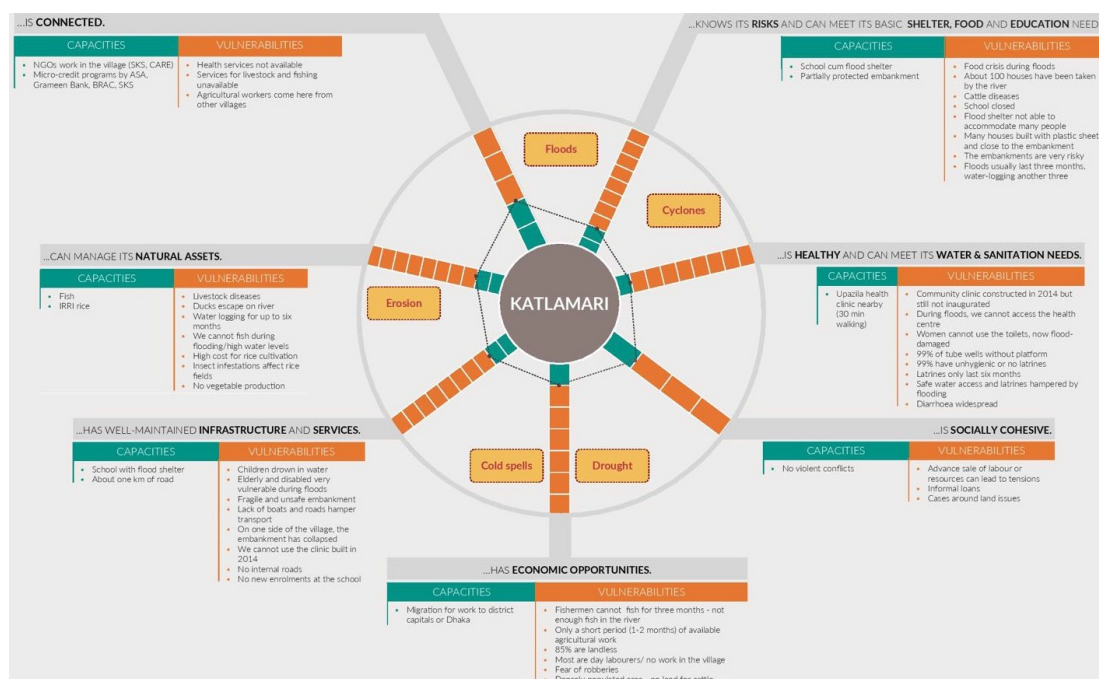 ...IS CONNECTED.
CAPACITIES
VULNERABILITIES
• NGOs work in the village (SKS, CARE)
• Micro-credit programs by ASA,
Grameen Bank, BRAC, SKS
• Health services not available
• Services for livestock and fishing
unavailable
• Agricultural workers come here from
other villages
...KNOWS ITS RISKS AND CAN MEET ITS BASIC SHELTER, FOOD AND EDUCATION NEED
CAPACITIES
VULNERABILITIES
• School cum flood shelter
• Partially protected embankment
• Food crisis during floods
• About 100 houses have been taken
by the river
• Cattle diseases
• School closed
• Flood shelter not able to
accommodate many people
• Many houses built with plastic sheet
and close to the embankment
• The embankments are very risky
• Floods usually last three months,
water-logging another three
Floods
Cyclones
Erosion
KATLAMARI
Cold spells
Drought
...CAN MANAGE ITS NATURAL ASSETS.
CAPACITIES
VULNERABILITIES
• Fish
• IRRI rice
• Livestock diseases
• Ducks escape on river
• Water logging for up to six
months
• We cannot fish during
flooding/high water levels
• High cost for rice cultivation
• Insect infestations affect rice
fields
• No vegetable production
...IS HEALTHY AND CAN MEET ITS WATER & SANITATION NEEDS.
CAPACITIES
VULNERABILITIES
• Upazila health
clinic nearby
(30 min
walking)
• Community clinic constructed in 2014 but
still not inaugurated
• During floods, we cannot access the health
centre
• Women cannot use the toilets, now flood-
damaged
• 99% of tube wells without platform
• 99% have unhygienic or no latrines
• Latrines only last six months
• Safe water access and latrines hampered by
flooding
• Diarrhoea widespread
...HAS WELL-MAINTAINED INFRASTRUCTURE AND SERVICES.
CAPACITIES
VULNERABILITIES
• School with flood shelter
• About one km of road
• Children drown in water
• Elderly and disabled very
vulnerable during floods
• Fragile and unsafe embankment
• Lack of boats and roads hamper
transport
• On one side of the village, the
embankment has collapsed
• We cannot use the clinic built in
2014
• No internal roads
• No new enrolments at the school
...IS SOCIALLY COHESIVE.
CAPACITIES
VULNERABILITIES
• No violent conflicts
• Advance sale of labour or
resources can lead to tensions
• Informal loans
• Cases around land issues
...HAS ECONOMIC OPPORTUNITIES.
CAPACITIES
VULNERABILITIES
• Migration for work to district
capitals or Dhaka
• Fishermen cannot fish for three months - not
enough fish in the river
• Only a short period (1-2 months) of available
agricultural work
• 85% are landless
• Most are day labourers/ no work in the village
• Fear of robberies